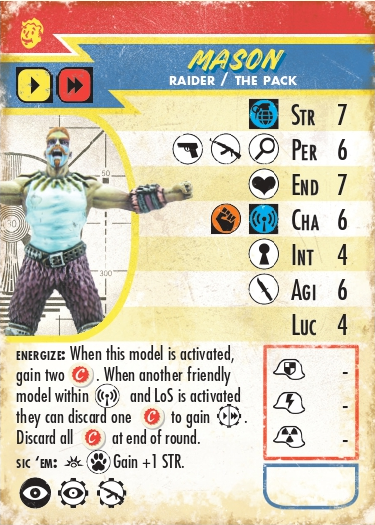 MASON
RAIDER / THE PACK
STR 7
PER 6
END 7
CHA 6
INT 4
AGI 6
LUC 4
50
300
ENERGIZE: When this model is activated,
gain two C. When another friendly
model within and LoS is activated
they can discard one C to gain .
Discard all C at end of round.
SIC 'EM: Gain +1 STR.
-
-
-